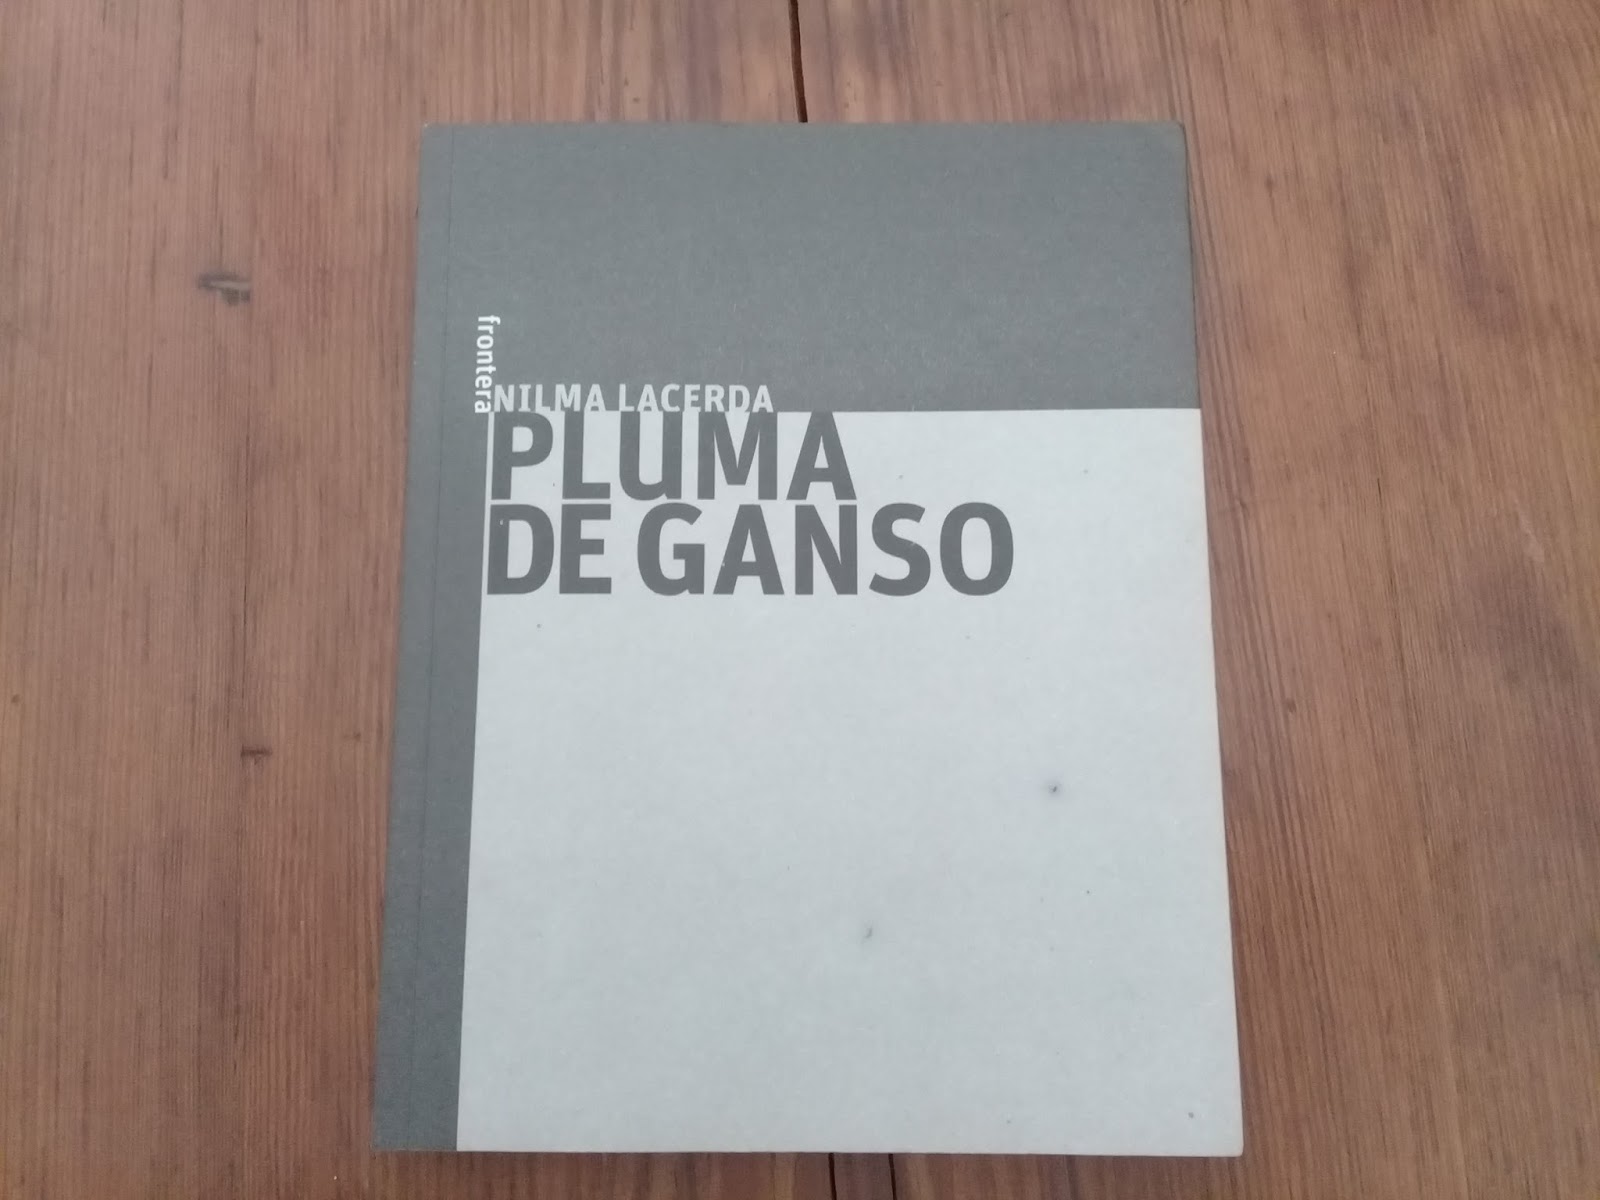 frontera
NILMA LACERDA
PLUMA
DE GANSO